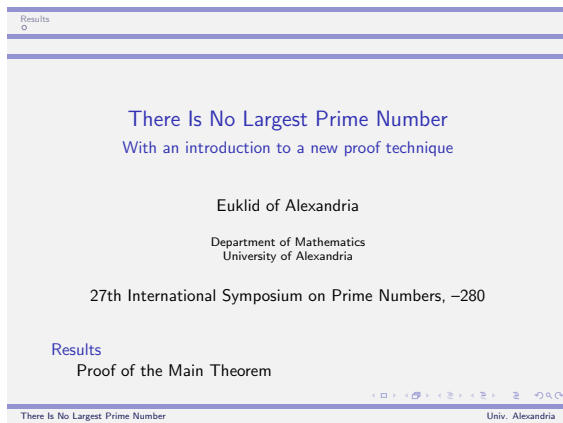 Results
There Is No Largest Prime Number
With an introduction to a new proof technique
Euklid of Alexandria
Department of Mathematics
University of Alexandria
27th International Symposium on Prime Numbers, –280
Results
Proof of the Main Theorem
There Is No Largest Prime Number
Univ. Alexandria